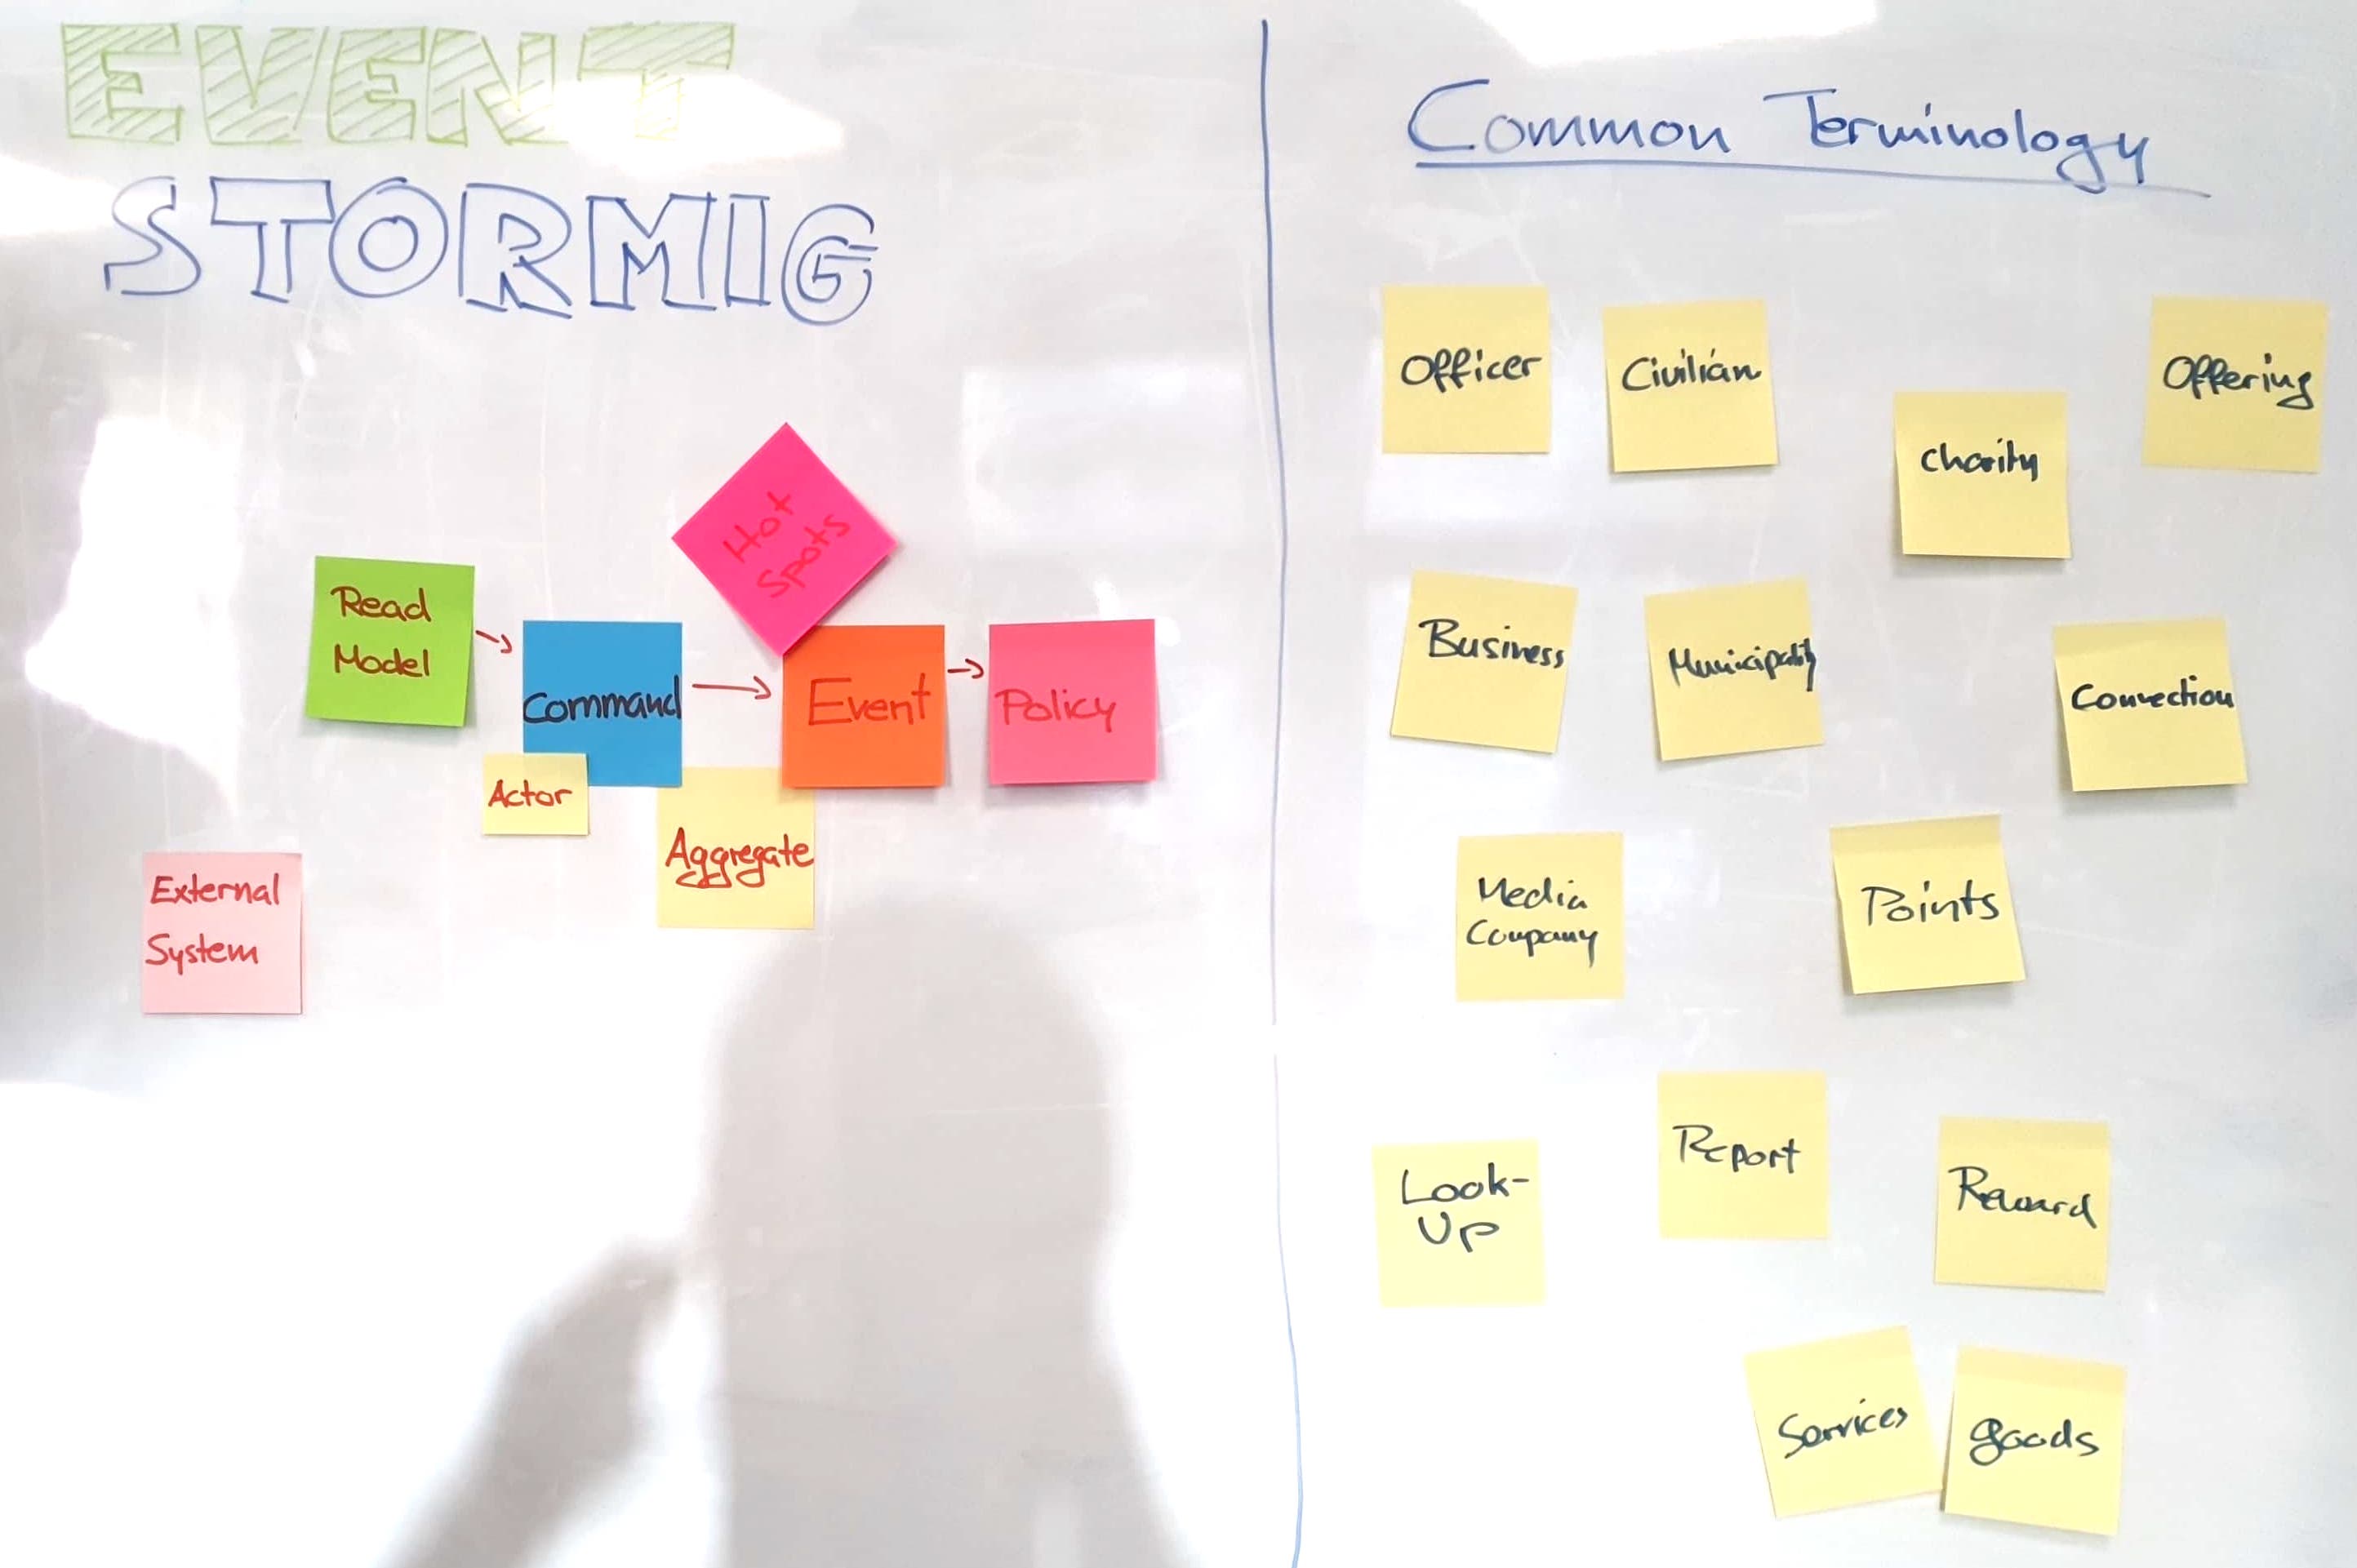 EVENT
STORMIG
Hot
Spots
Read
Model
Command
Event
Policy
Actor
Aggregate
External
System
Common Terminology
Officer
Civilian
charity
Offering
Business
Municipality
Connection
Media
Company
Points
Look-
Up
Report
Reward
Services
goods